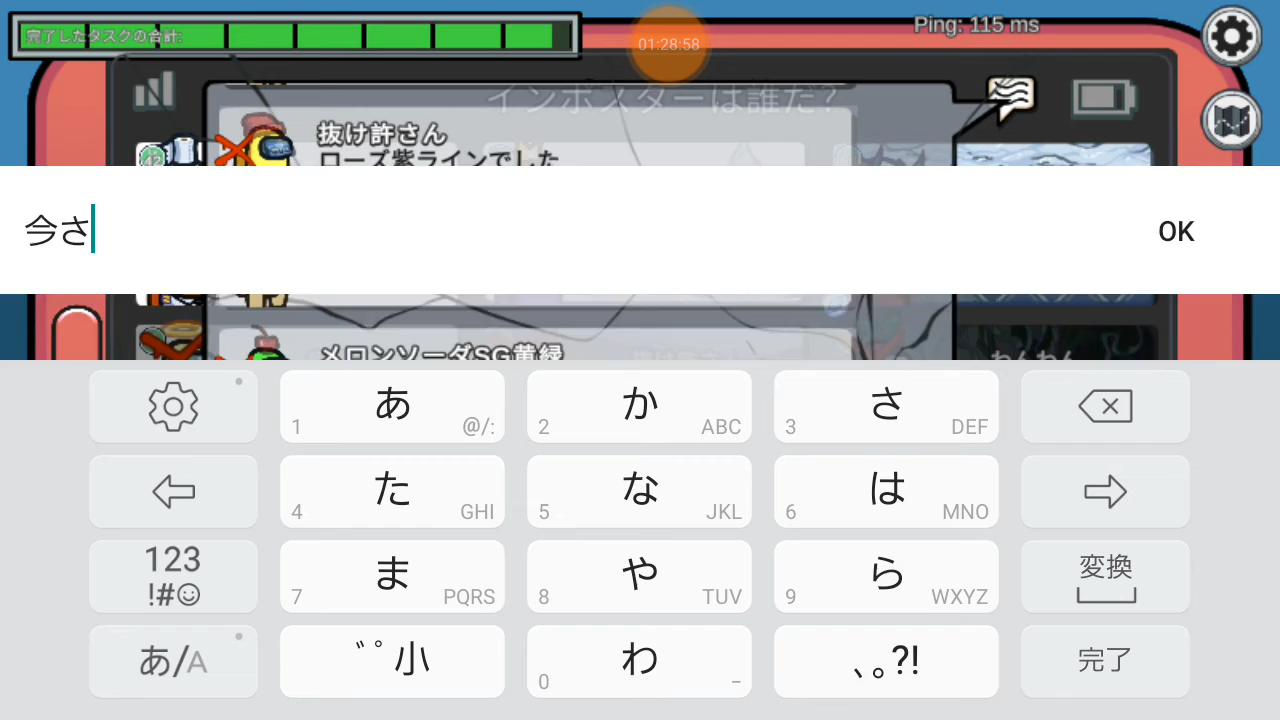 完了したタスクの合計:
01:28:58
Ping: 115 ms
インポスターは誰だ?
抜け許さん
ローズ紫ラインでした
今さ
OK
メロンソーダSG黄緑
わんわん
あ
1 @/:
か
2 ABC
さ
3 DEF
た
4 GHI
な
5 JKL
は
6 MNO
123
!#☺
ま
7 PQRS
や
8 TUV
ら
9 WXYZ
変換
あ/A
゛゜小
わ
0 –
、。?!
完了